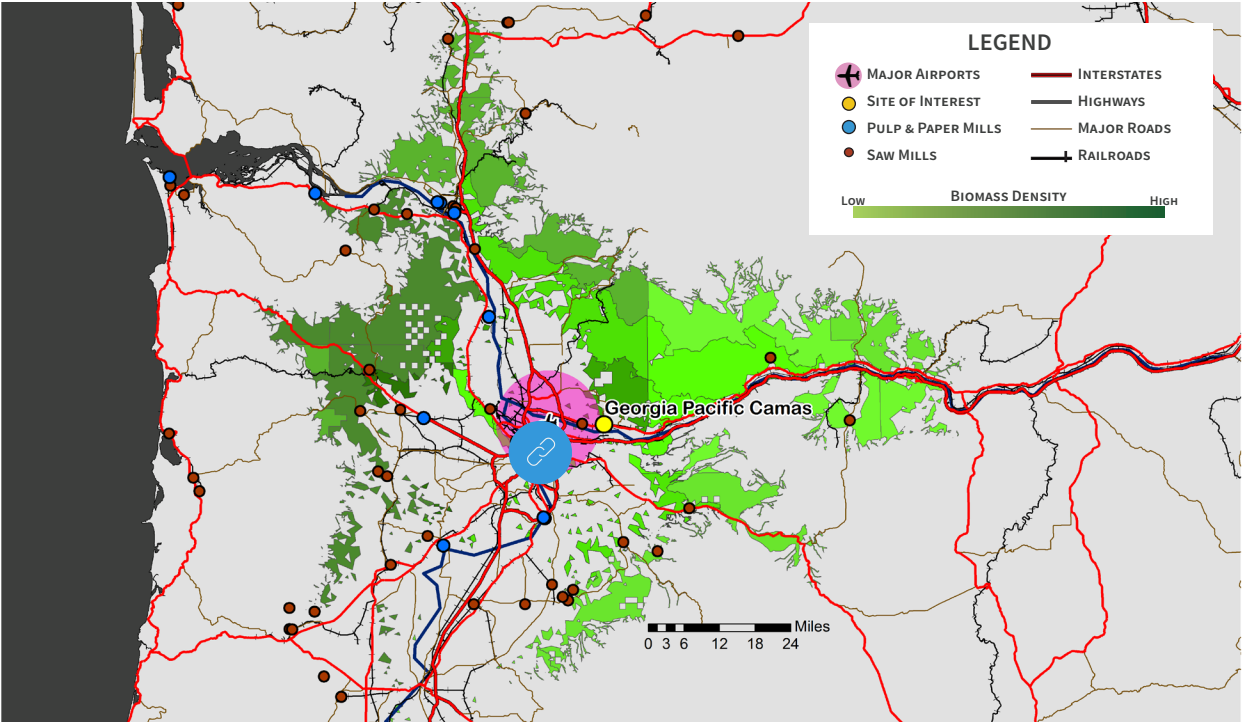 LEGEND
MAJOR AIRPORTS
INTERSTATES
SITE OF INTEREST
HIGHWAYS
PULP & PAPER MILLS
MAJOR ROADS
SAW MILLS
RAILROADS
BIOMASS DENSITY
LOW
HIGH
Georgia Pacific Camas
Miles
0 3 6 12 18 24